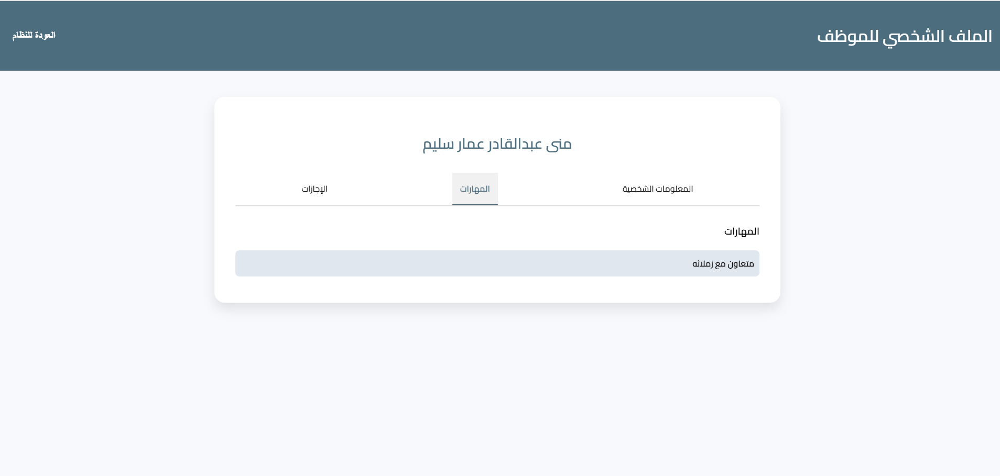 الملف الشخصي للموظف
العودة للنظام
منى عبدالقادر عمار سليم
المعلومات الشخصية
المهارات
الإجازات
المهارات
متعاون مع زملائه